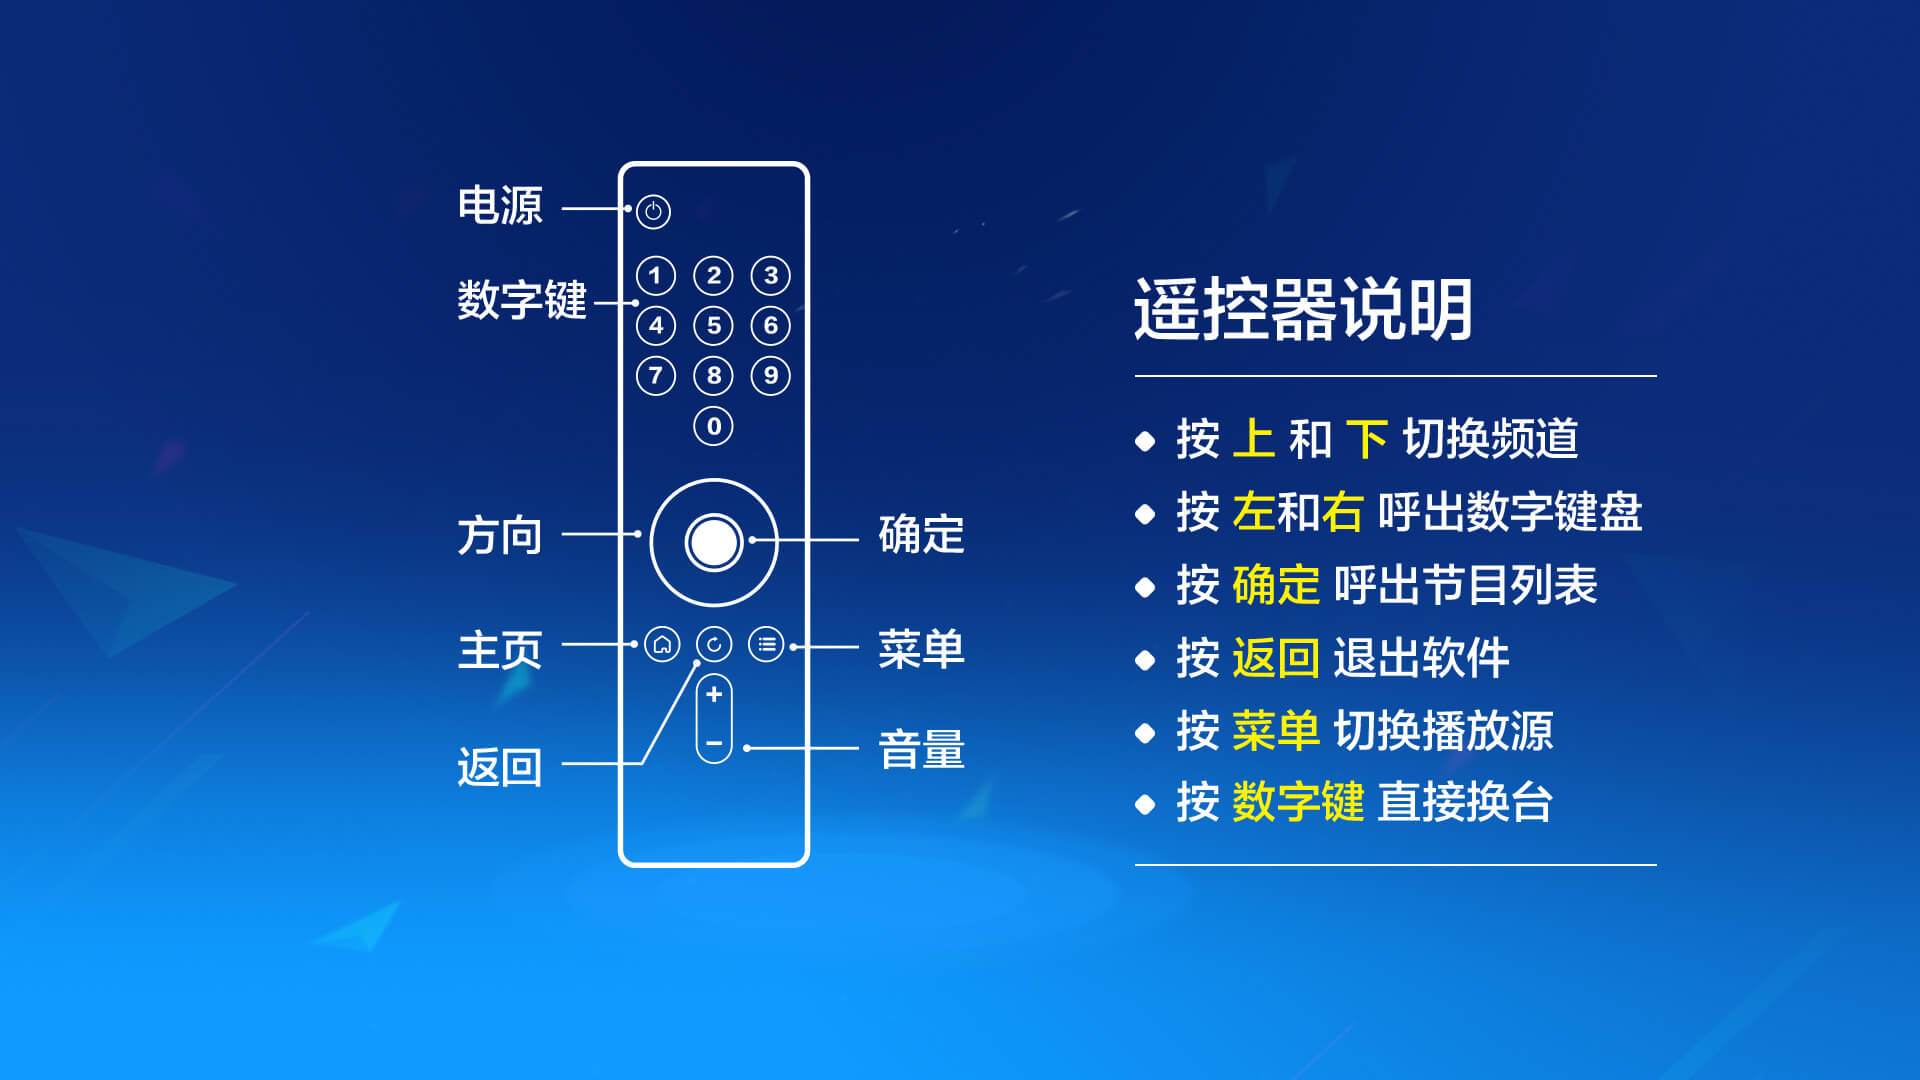 电源
数字键
1 2 3
4 5 6
7 8 9
0
方向
确定
主页
菜单
返回
+
−
音量
遥控器说明
按 上 和 下 切换频道
按 左和右 呼出数字键盘
按 确定 呼出节目列表
按 返回 退出软件
按 菜单 切换播放源
按 数字键 直接换台